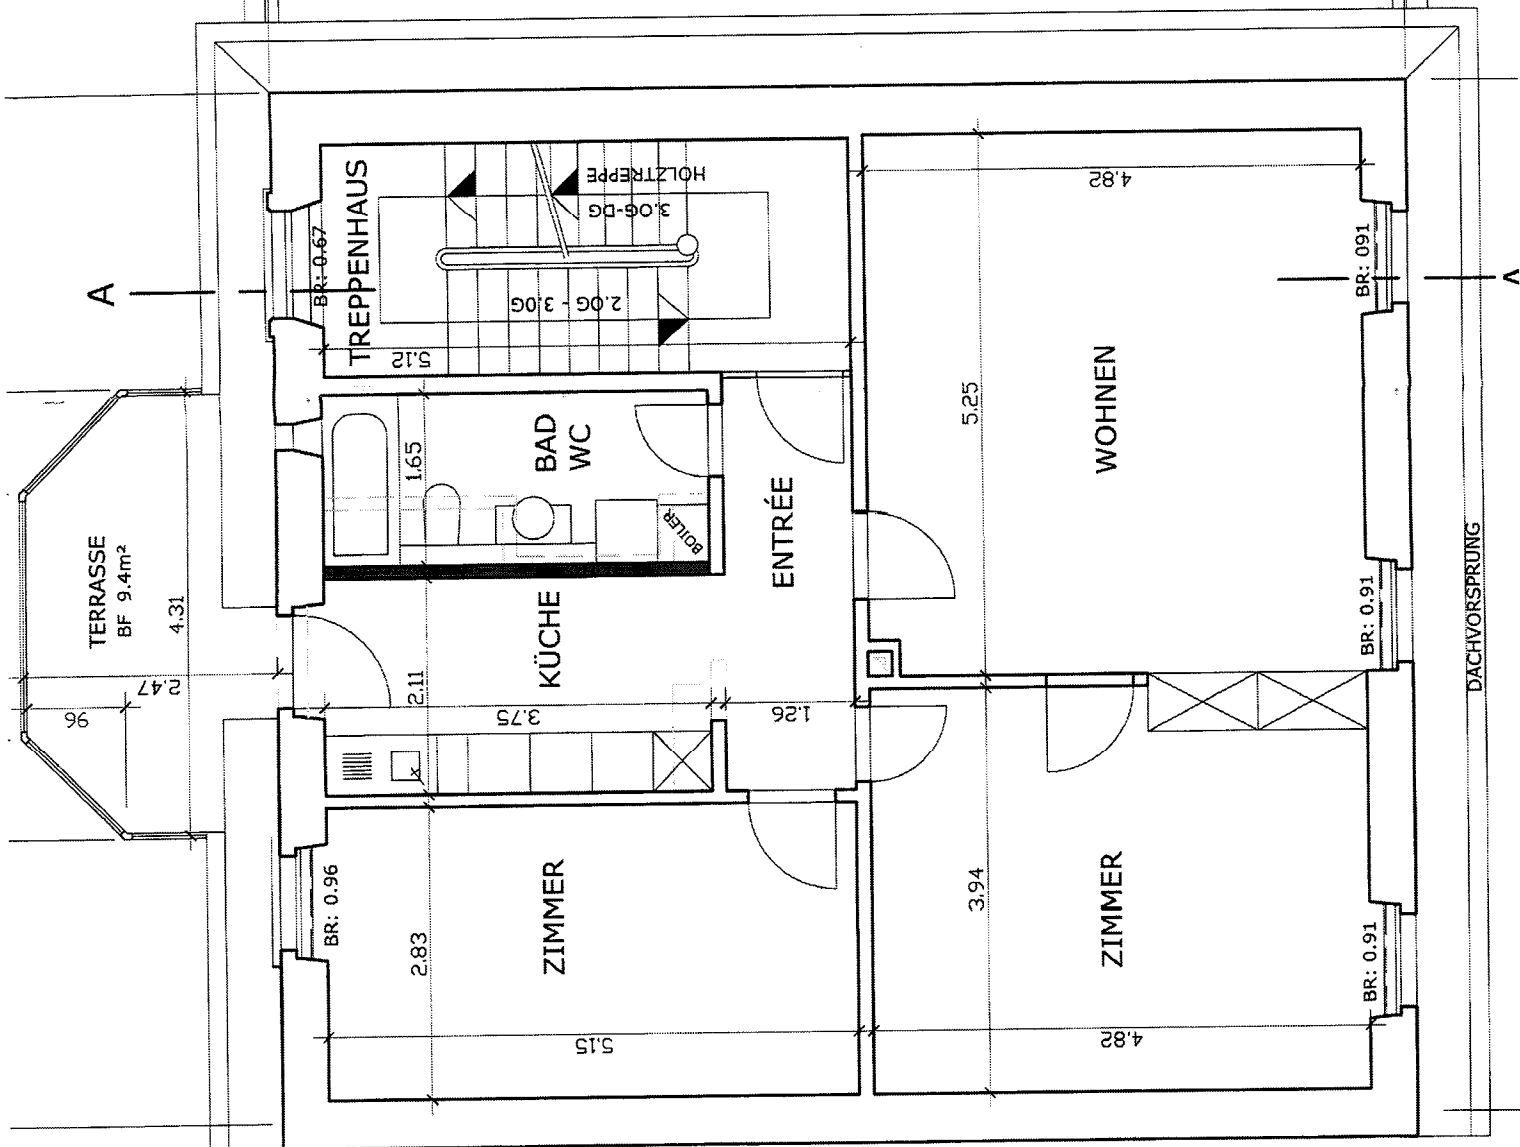 A
A
TREPPENHAUS
BR: 0.67
HOLZTREPPE
3.OG-DG
2.OG - 3.OG
5.12
4.82
BR: 091
WOHNEN
5.25
BR: 0.91
DACHVORSPRUNG
TERRASSE
BF 9.4m²
4.31
2.47
96
BAD
WC
1.65
BOILER
ENTRÉE
KÜCHE
2.11
3.75
1.26
ZIMMER
BR: 0.96
2.83
5.15
ZIMMER
3.94
4.82
BR: 0.91